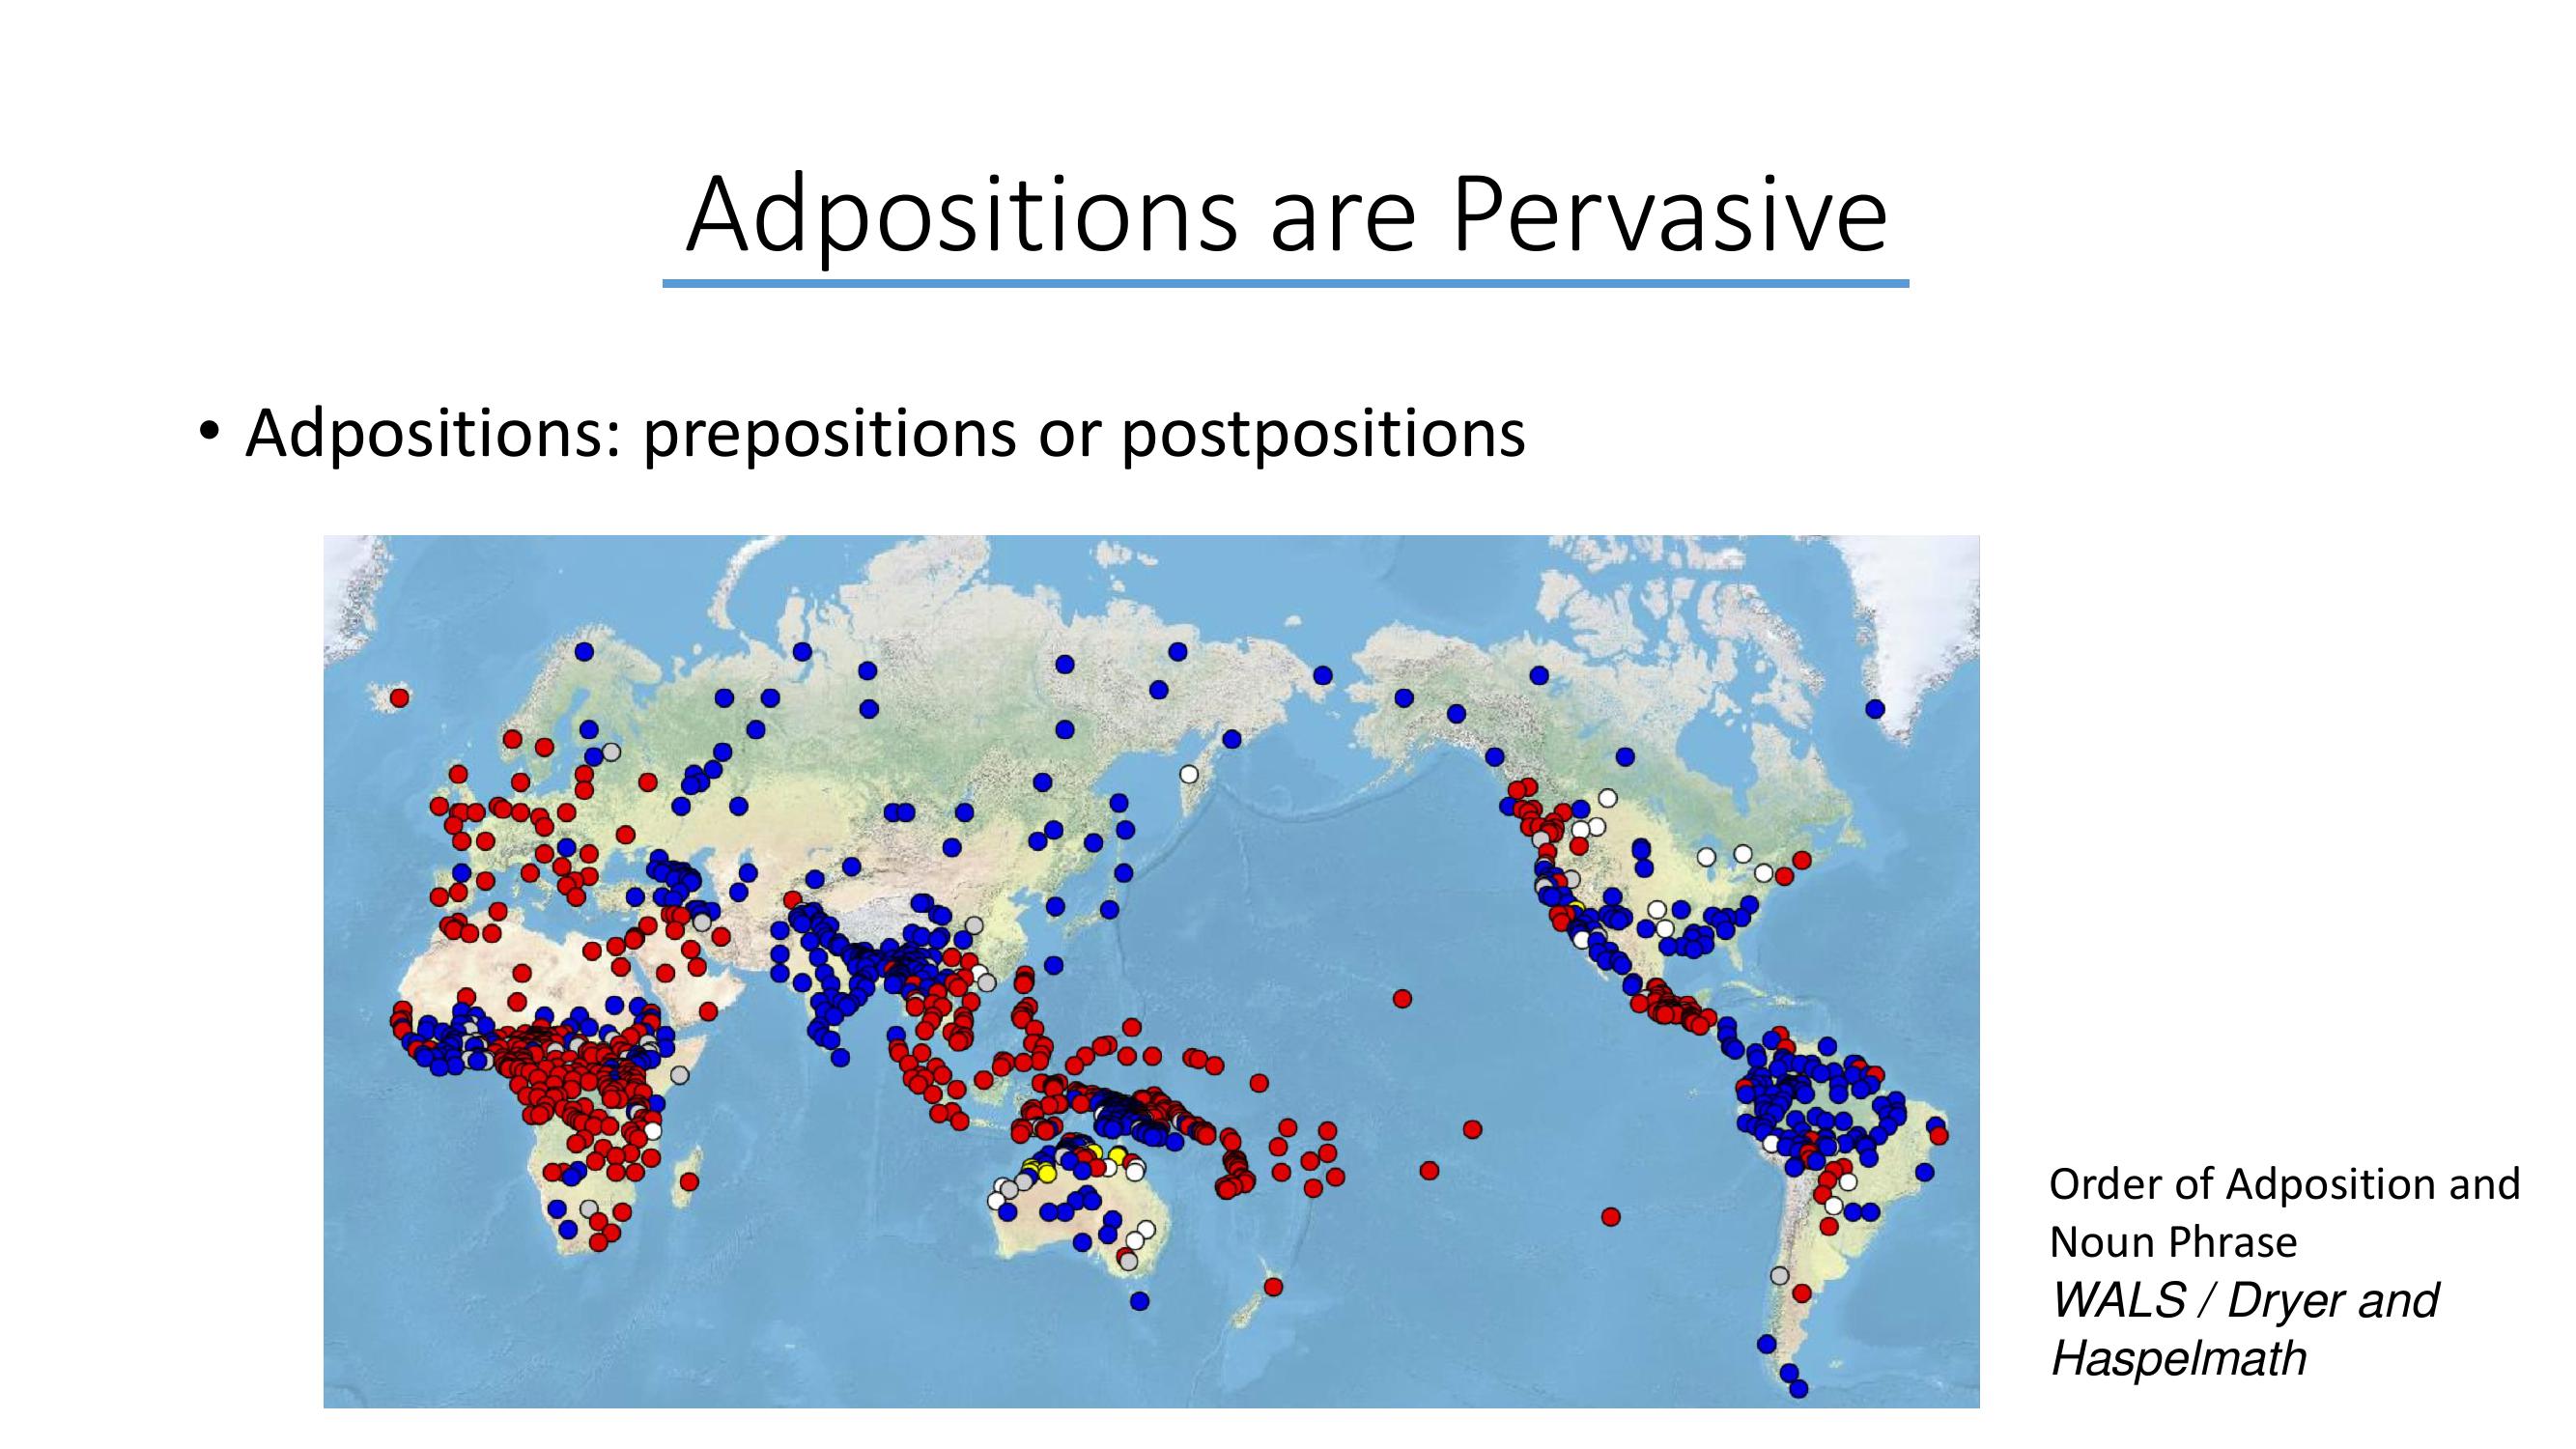 Adpositions are Pervasive
• Adpositions: prepositions or postpositions
Order of Adposition and
Noun Phrase
WALS / Dryer and
Haspelmath